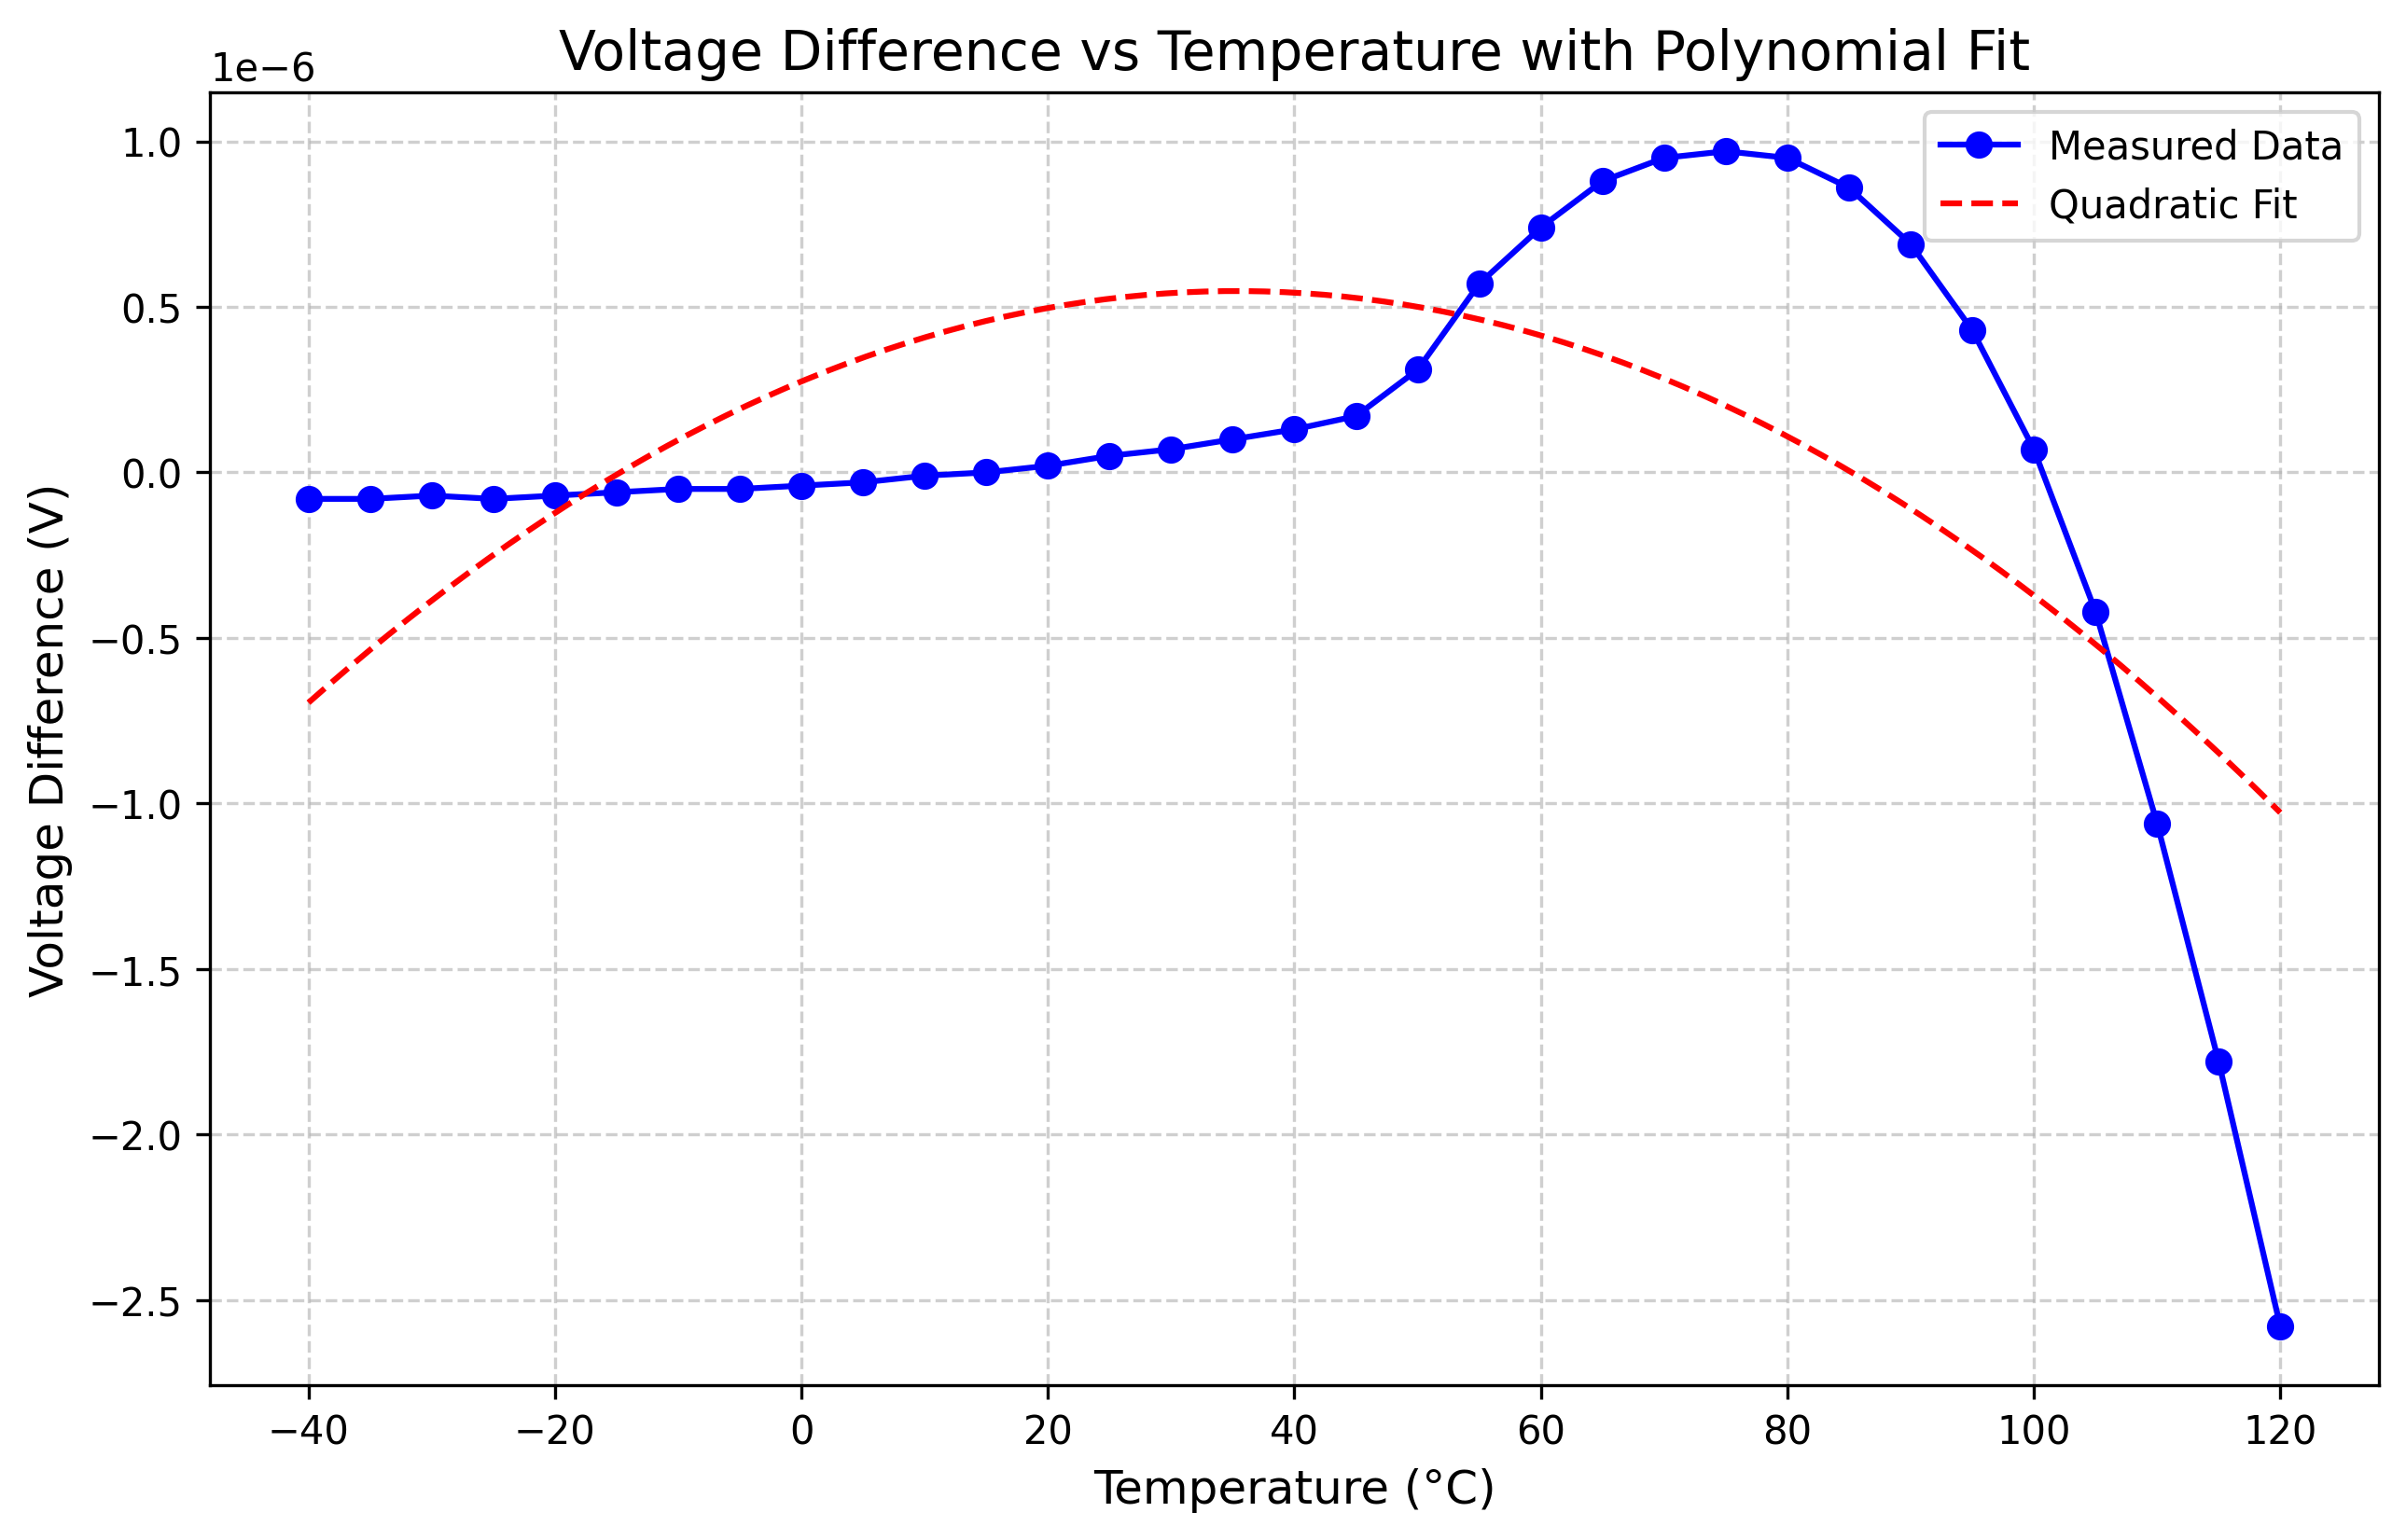 Voltage Difference vs Temperature with Polynomial Fit
1e−6
Measured Data
Quadratic Fit
1.0
0.5
0.0
−0.5
−1.0
−1.5
−2.0
−2.5
Voltage Difference (V)
−40 −20 0 20 40 60 80 100 120
Temperature (°C)